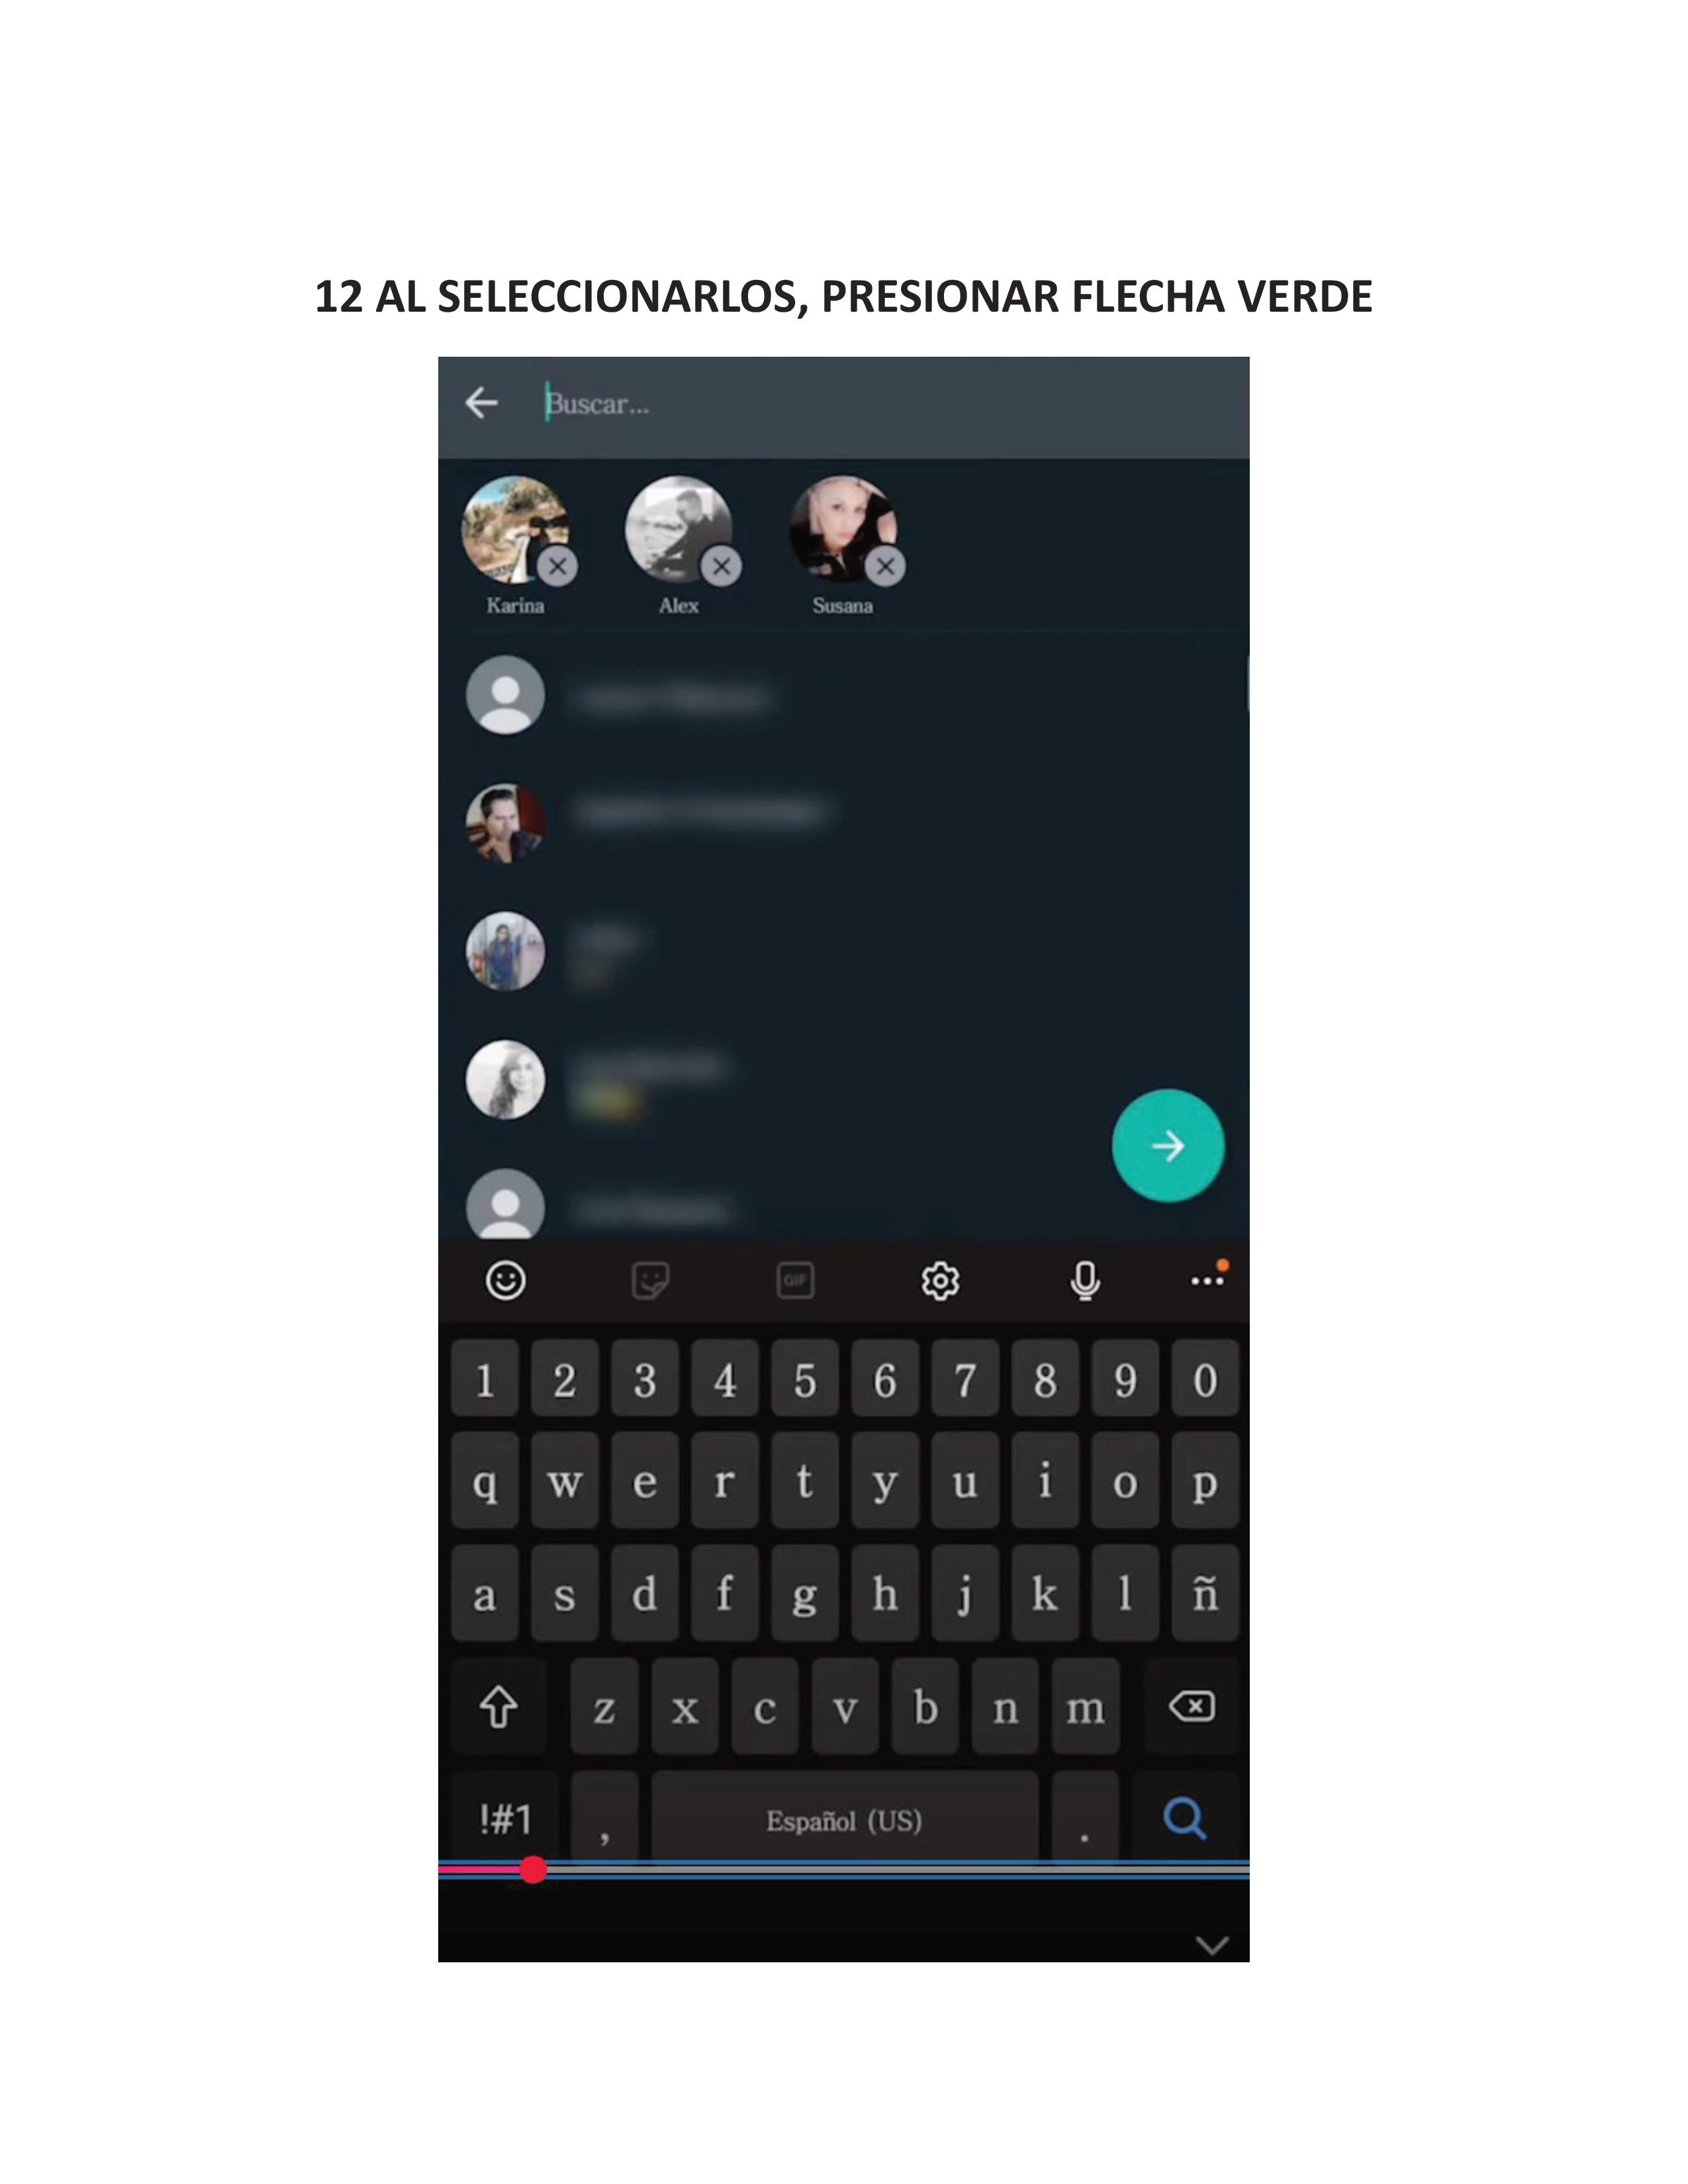 12 AL SELECCIONARLOS, PRESIONAR FLECHA VERDE
Buscar...
Karina Alex Susana
GIF
1 2 3 4 5 6 7 8 9 0
q w e r t y u i o p
a s d f g h j k l ñ
z x c v b n m
!#1 , Español (US) .